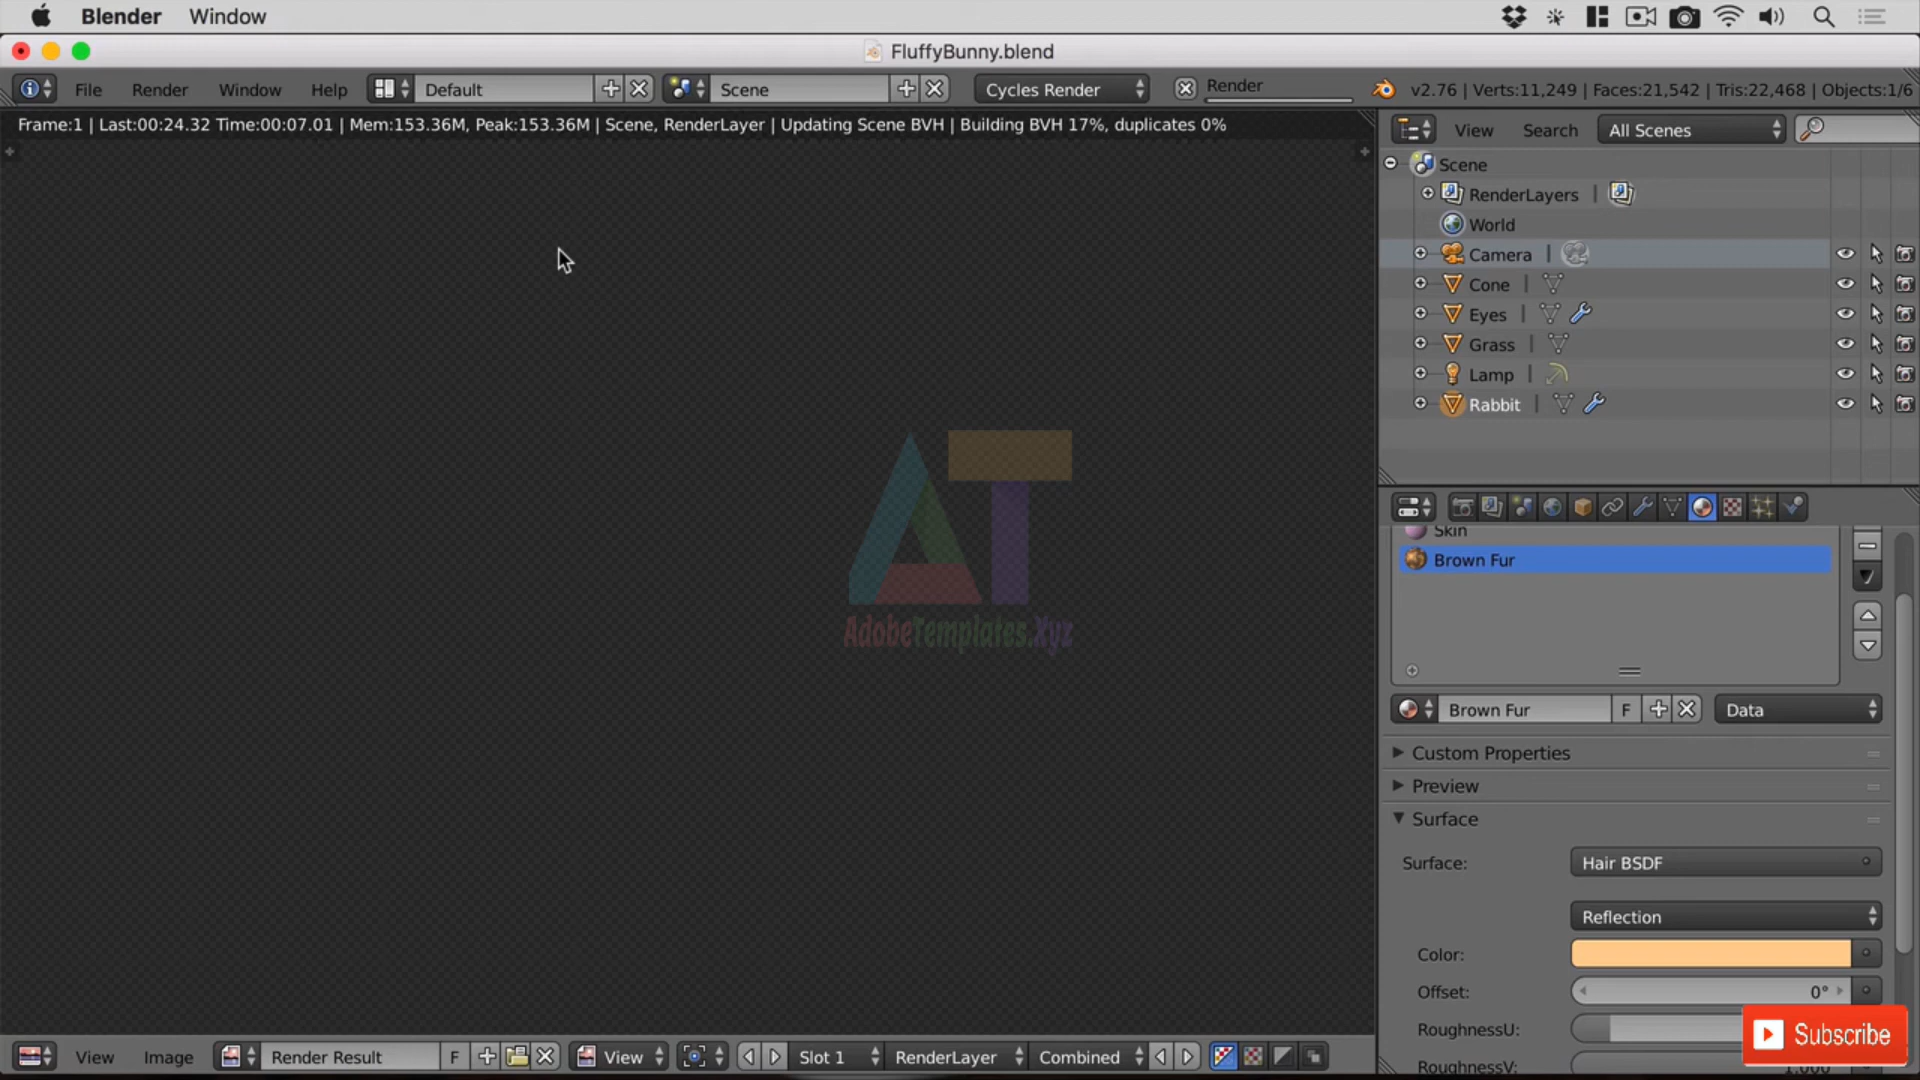 Blender Window
FluffyBunny.blend
File Render Window Help Default Scene Cycles Render Render v2.76 | Verts:11,249 | Faces:21,542 | Tris:22,468 | Objects:1/6
Frame:1 | Last:00:24.32 Time:00:07.01 | Mem:153.36M, Peak:153.36M | Scene, RenderLayer | Updating Scene BVH | Building BVH 17%, duplicates 0%
View Search All Scenes
Scene
RenderLayers
World
Camera
Cone
Eyes
Grass
Lamp
Rabbit
Skin
Brown Fur
AT
AdobeTemplates.Xyz
Brown Fur F Data
Custom Properties
Preview
Surface
Surface: Hair BSDF
Reflection
Color:
Offset: 0°
RoughnessU:
Subscribe
RoughnessV: 1.000
View Image Render Result F View Slot 1 RenderLayer Combined